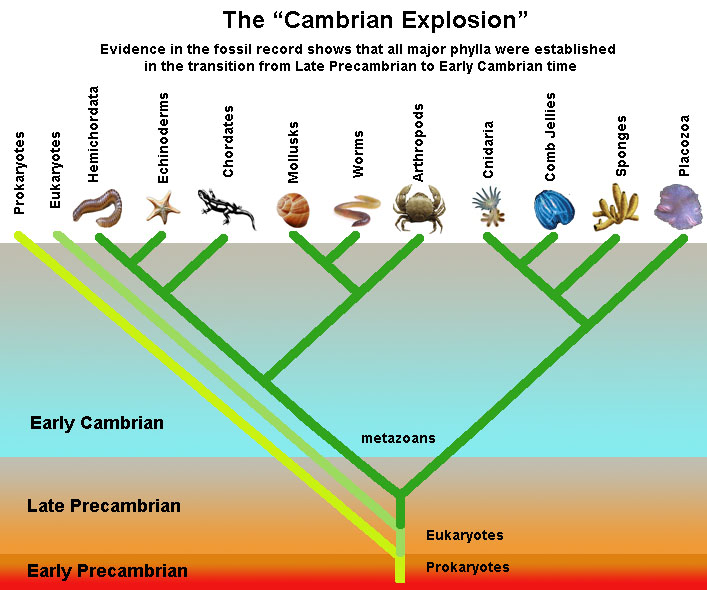 The “Cambrian Explosion”
Evidence in the fossil record shows that all major phylla were established
in the transition from Late Precambrian to Early Cambrian time
Prokaryotes
Eukaryotes
Hemichordata
Echinoderms
Chordates
Mollusks
Worms
Arthropods
Cnidaria
Comb Jellies
Sponges
Placozoa
Early Cambrian
metazoans
Late Precambrian
Eukaryotes
Early Precambrian
Prokaryotes